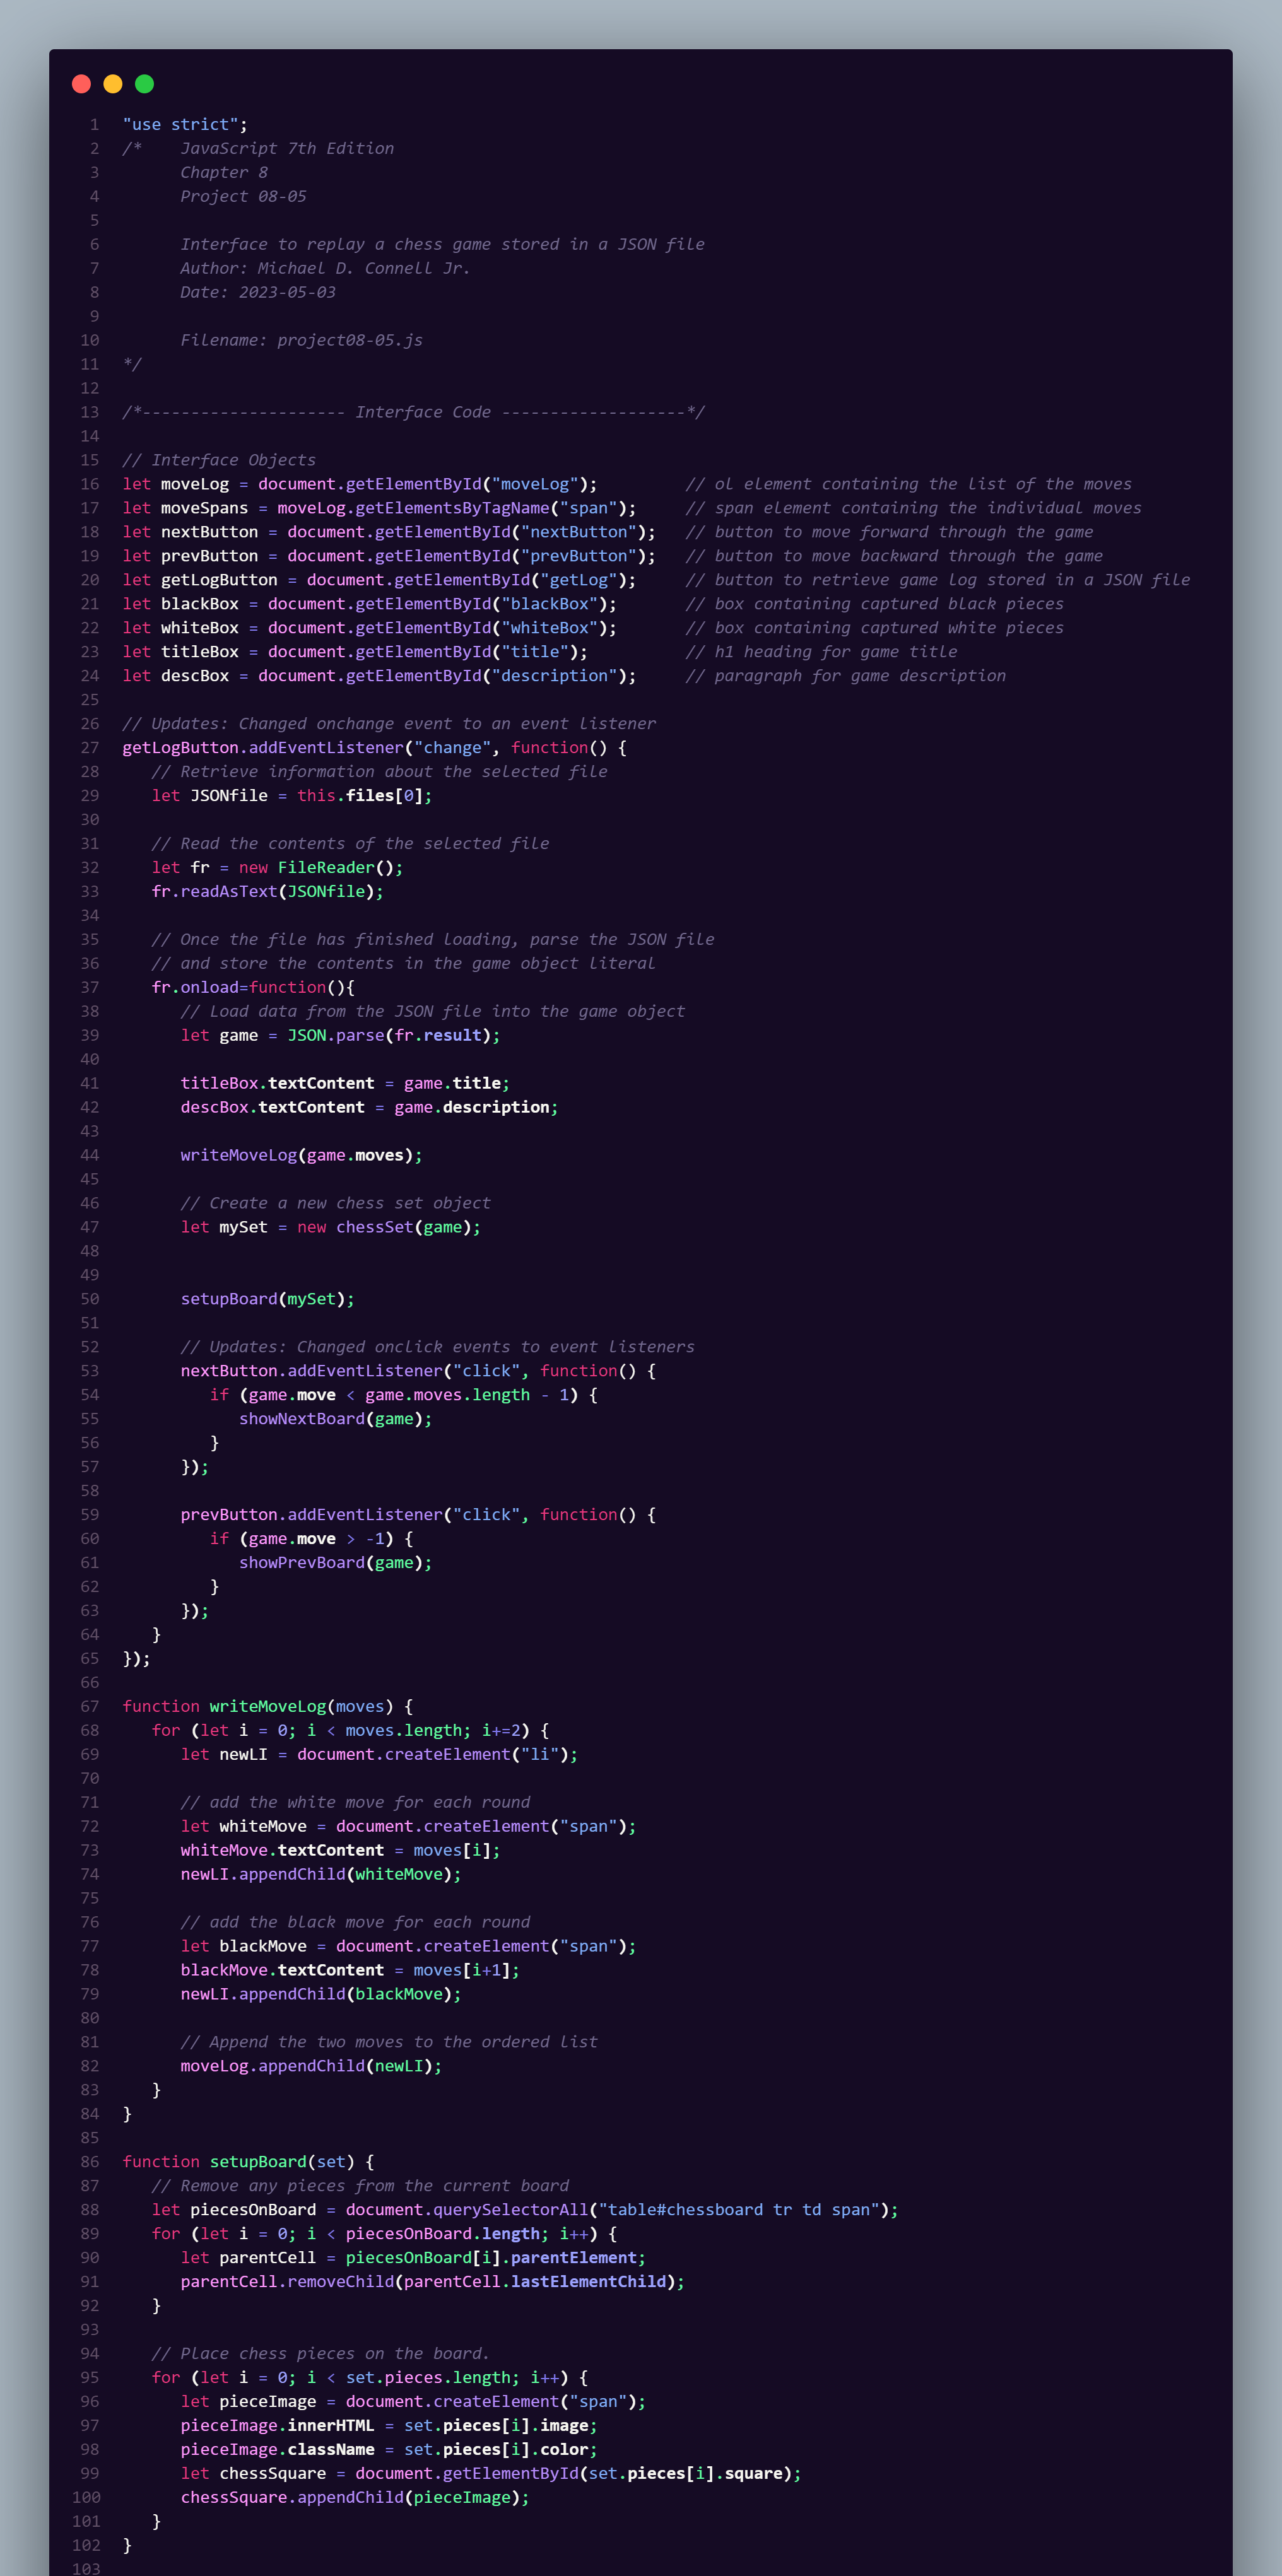 1 "use strict";
2 /*    JavaScript 7th Edition
3       Chapter 8
4       Project 08-05
5
6       Interface to replay a chess game stored in a JSON file
7       Author: Michael D. Connell Jr.
8       Date: 2023-05-03
9
10       Filename: project08-05.js
11 */
12
13 /*--------------------- Interface Code -------------------*/
14
15 // Interface Objects
16 let moveLog = document.getElementById("moveLog");         // ol element containing the list of the moves
17 let moveSpans = moveLog.getElementsByTagName("span");     // span element containing the individual moves
18 let nextButton = document.getElementById("nextButton");   // button to move forward through the game
19 let prevButton = document.getElementById("prevButton");   // button to move backward through the game
20 let getLogButton = document.getElementById("getLog");     // button to retrieve game log stored in a JSON file
21 let blackBox = document.getElementById("blackBox");       // box containing captured black pieces
22 let whiteBox = document.getElementById("whiteBox");       // box containing captured white pieces
23 let titleBox = document.getElementById("title");          // h1 heading for game title
24 let descBox = document.getElementById("description");     // paragraph for game description
25
26 // Updates: Changed onchange event to an event listener
27 getLogButton.addEventListener("change", function() {
28    // Retrieve information about the selected file
29    let JSONfile = this.files[0];
30
31    // Read the contents of the selected file
32    let fr = new FileReader();
33    fr.readAsText(JSONfile);
34
35    // Once the file has finished loading, parse the JSON file
36    // and store the contents in the game object literal
37    fr.onload=function(){
38       // Load data from the JSON file into the game object
39       let game = JSON.parse(fr.result);
40
41       titleBox.textContent = game.title;
42       descBox.textContent = game.description;
43
44       writeMoveLog(game.moves);
45
46       // Create a new chess set object
47       let mySet = new chessSet(game);
48
49
50       setupBoard(mySet);
51
52       // Updates: Changed onclick events to event listeners
53       nextButton.addEventListener("click", function() {
54          if (game.move < game.moves.length - 1) {
55             showNextBoard(game);
56          }
57       });
58
59       prevButton.addEventListener("click", function() {
60          if (game.move > -1) {
61             showPrevBoard(game);
62          }
63       });
64    }
65 });
66
67 function writeMoveLog(moves) {
68    for (let i = 0; i < moves.length; i+=2) {
69       let newLI = document.createElement("li");
70
71       // add the white move for each round
72       let whiteMove = document.createElement("span");
73       whiteMove.textContent = moves[i];
74       newLI.appendChild(whiteMove);
75
76       // add the black move for each round
77       let blackMove = document.createElement("span");
78       blackMove.textContent = moves[i+1];
79       newLI.appendChild(blackMove);
80
81       // Append the two moves to the ordered list
82       moveLog.appendChild(newLI);
83    }
84 }
85
86 function setupBoard(set) {
87    // Remove any pieces from the current board
88    let piecesOnBoard = document.querySelectorAll("table#chessboard tr td span");
89    for (let i = 0; i < piecesOnBoard.length; i++) {
90       let parentCell = piecesOnBoard[i].parentElement;
91       parentCell.removeChild(parentCell.lastElementChild);
92    }
93
94    // Place chess pieces on the board.
95    for (let i = 0; i < set.pieces.length; i++) {
96       let pieceImage = document.createElement("span");
97       pieceImage.innerHTML = set.pieces[i].image;
98       pieceImage.className = set.pieces[i].color;
99       let chessSquare = document.getElementById(set.pieces[i].square);
100       chessSquare.appendChild(pieceImage);
101    }
102 }
103